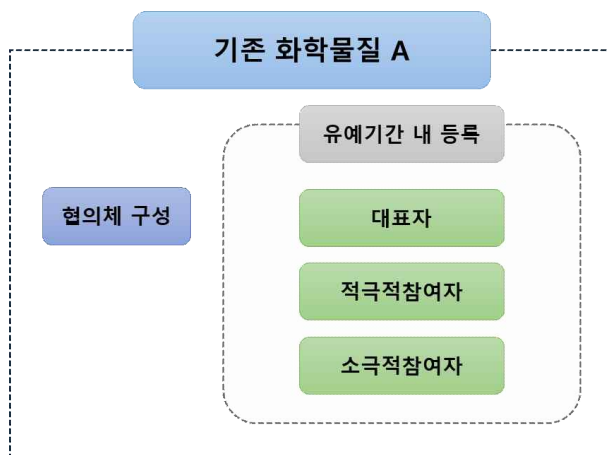 기존 화학물질 A
유예기간 내 등록
협의체 구성
대표자
적극적참여자
소극적참여자